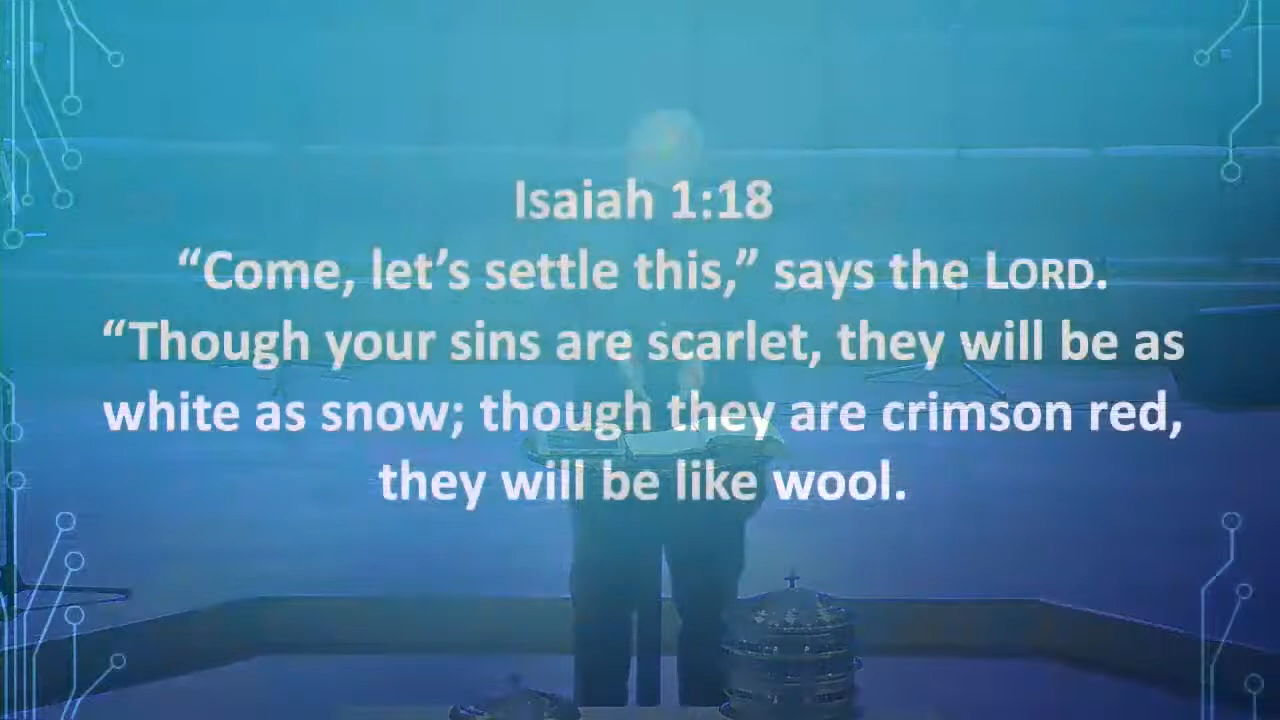 Isaiah 1:18
“Come, let’s settle this,” says the LORD.
“Though your sins are scarlet, they will be as
white as snow; though they are crimson red,
they will be like wool.